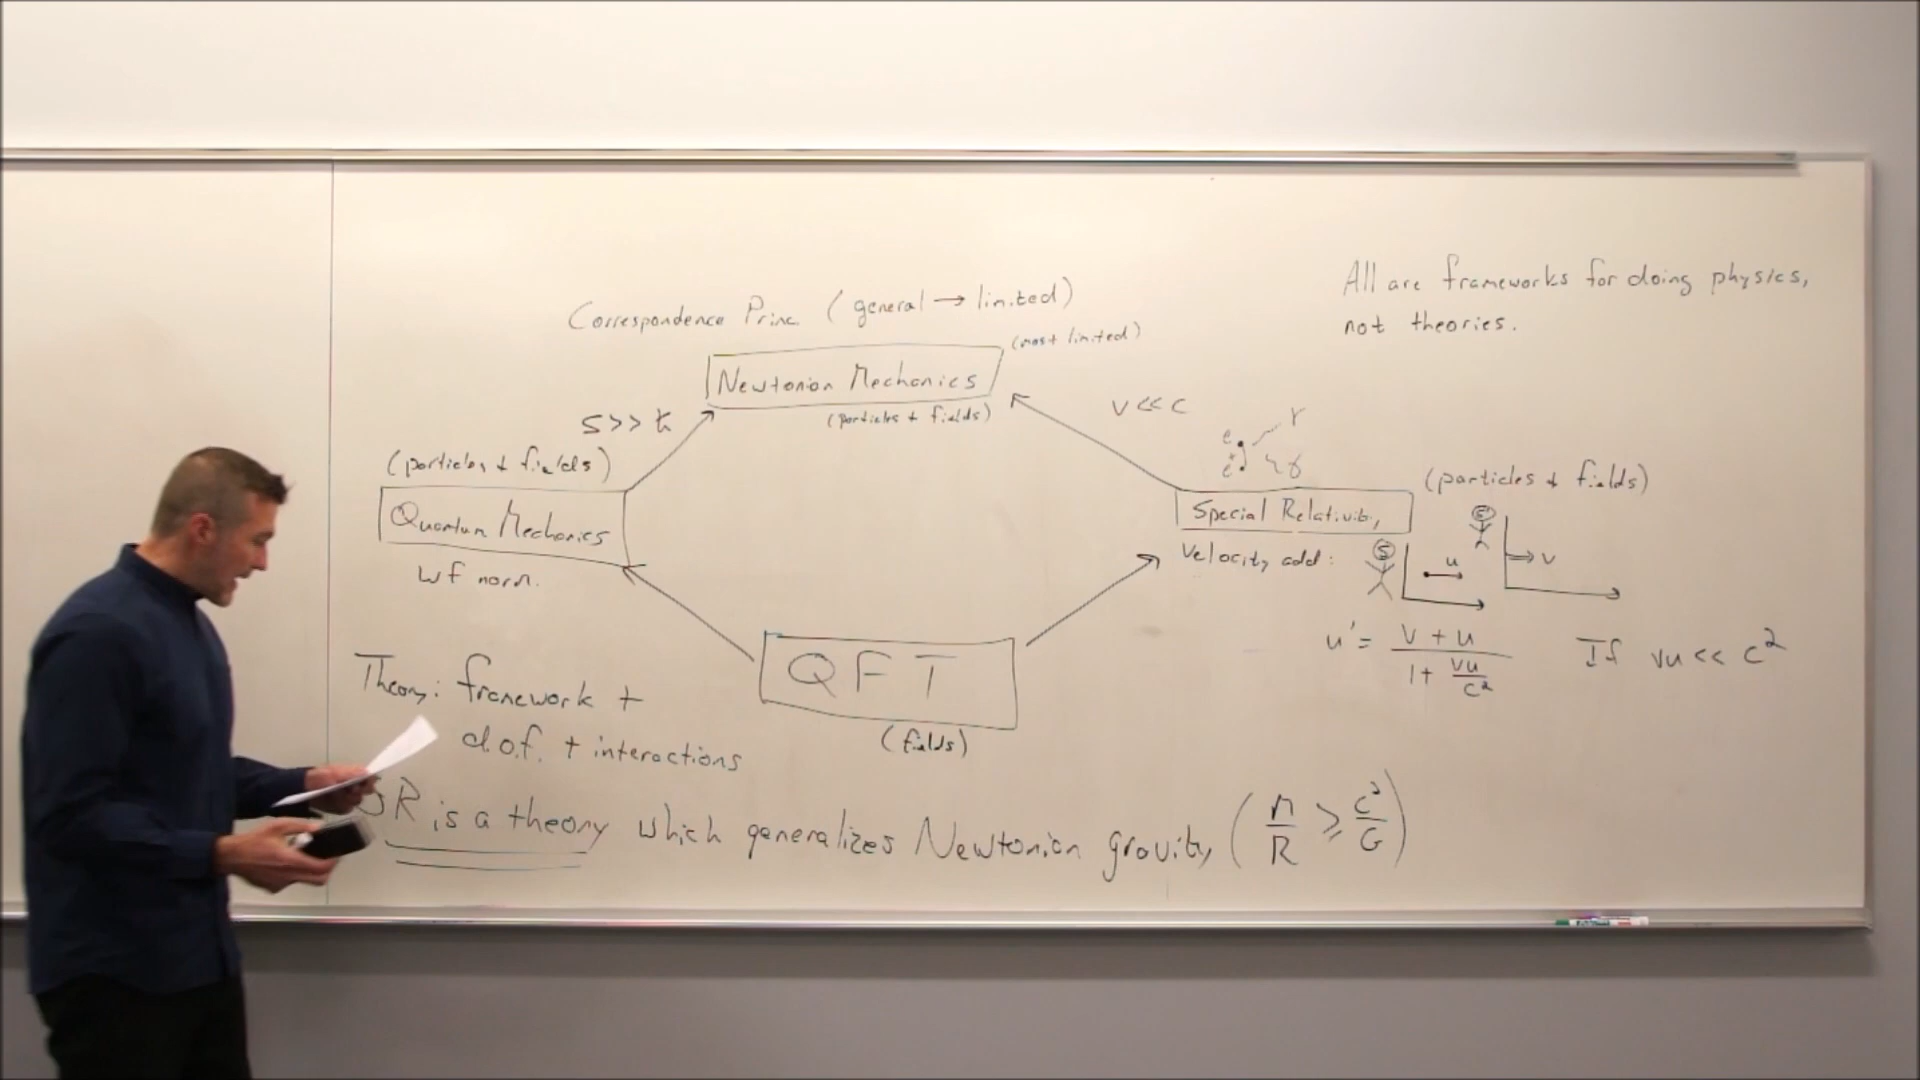 All are frameworks for doing physics,
not theories.
Correspondence Princ. (general → limited)
(most limited)
Newtonian Mechanics
(particles + fields)
S >> ħ
v << c
(particles + fields)
Quantum Mechanics
wf norm.
e
γ
e
γ
(particles + fields)
Special Relativity
Velocity add:
S
u
S'
v
u' = (v + u) / (1 + vu/c²)
If vu << c²
QFT
(fields)
Theory: framework +
d.o.f. + interactions
R is a theory which generalizes Newtonian gravity (M/R ≥ c²/G)